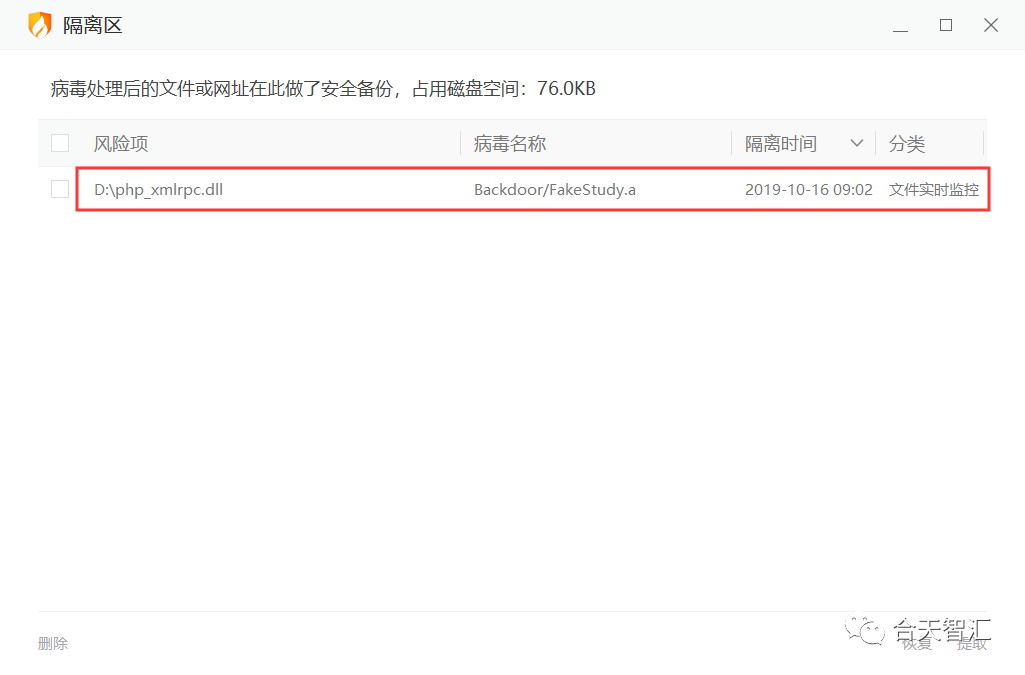 隔离区
病毒处理后的文件或网址在此做了安全备份，占用磁盘空间：76.0KB
风险项 病毒名称 隔离时间 分类
D:\php_xmlrpc.dll Backdoor/FakeStudy.a 2019-10-16 09:02 文件实时监控
合天智汇
删除 恢复 提取